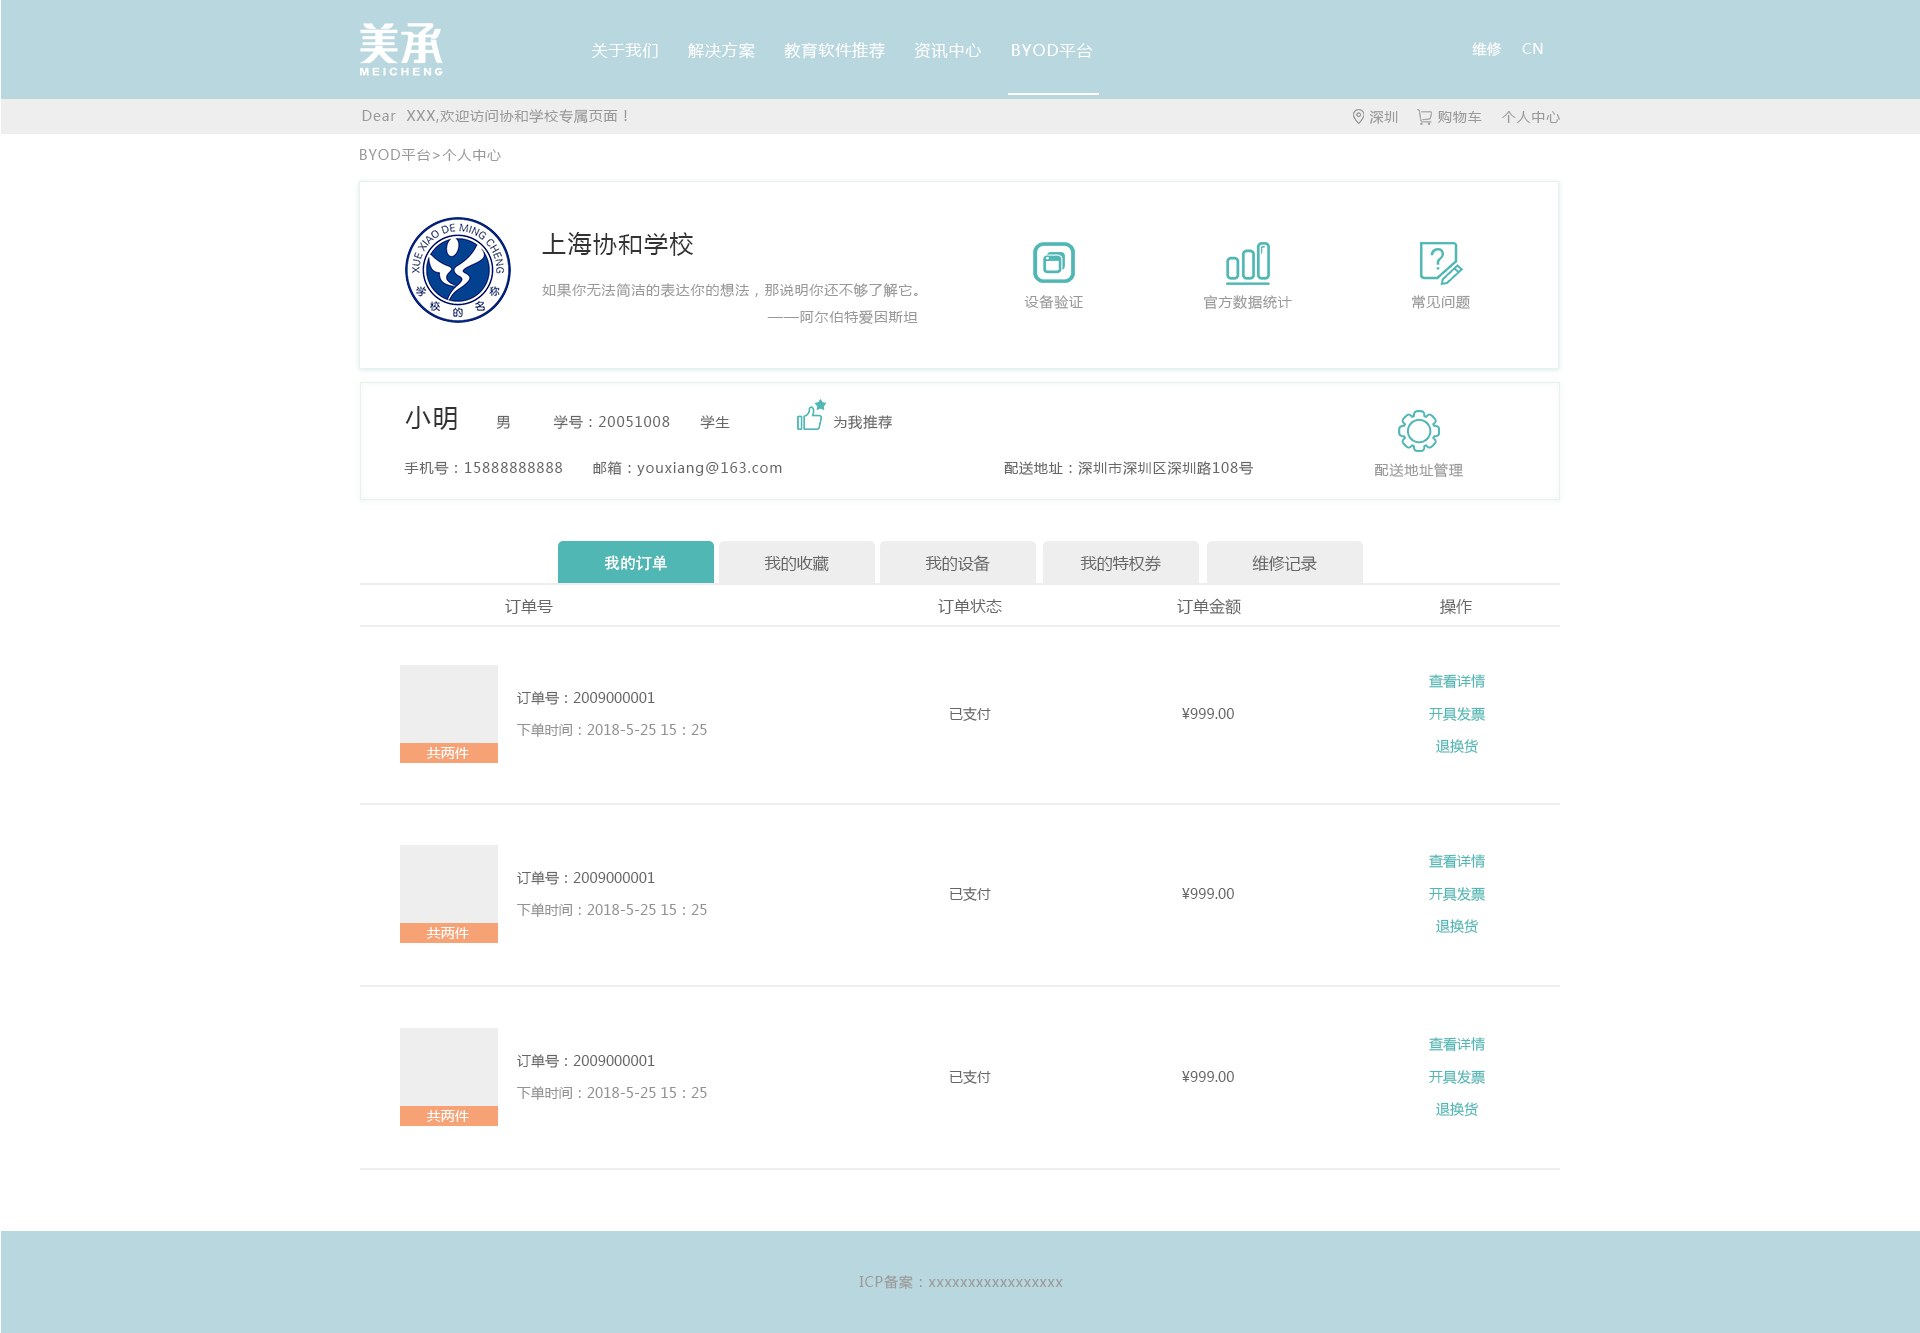 美承
MEICHENG
关于我们 解决方案 教育软件推荐 资讯中心 BYOD平台 维修 CN
Dear XXX,欢迎访问协和学校专属页面！ 深圳 购物车 个人中心
BYOD平台>个人中心
XUE XIAO DE MING CHENG
学校的名称
上海协和学校
如果你无法简洁的表达你的想法，那说明你还不够了解它。
——阿尔伯特爱因斯坦
设备验证 官方数据统计 常见问题
小明 男 学号：20051008 学生 为我推荐
手机号：15888888888 邮箱：youxiang@163.com 配送地址：深圳市深圳区深圳路108号 配送地址管理
我的订单 我的收藏 我的设备 我的特权券 维修记录
订单号 订单状态 订单金额 操作
共两件
订单号：2009000001
下单时间：2018-5-25 15：25
已支付 ¥999.00
查看详情
开具发票
退换货
共两件
订单号：2009000001
下单时间：2018-5-25 15：25
已支付 ¥999.00
查看详情
开具发票
退换货
共两件
订单号：2009000001
下单时间：2018-5-25 15：25
已支付 ¥999.00
查看详情
开具发票
退换货
ICP备案：xxxxxxxxxxxxxxxxx